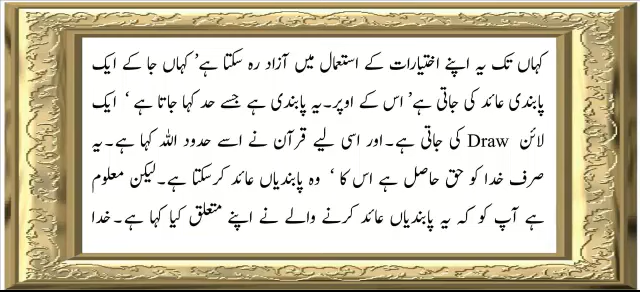 کہاں تک یہ اپنے اختیارات کے استعمال میں آزاد رہ سکتا ہے’ کہاں جا کے ایک
پابندی عائد کی جاتی ہے’ اس کے اوپر۔یہ پابندی ہے جسے حد کہا جاتا ہے ‘ ایک
لائن Draw کی جاتی ہے۔اور اسی لیے قرآن نے اسے حدود اللہ کہا ہے۔یہ
صرف خدا کو حق حاصل ہے اس کا ‘ وہ پابندیاں عائد کرسکتا ہے۔لیکن معلوم
ہے آپ کو کہ یہ پابندیاں عائد کرنے والے نے اپنے متعلق کیا کہا ہے۔خدا